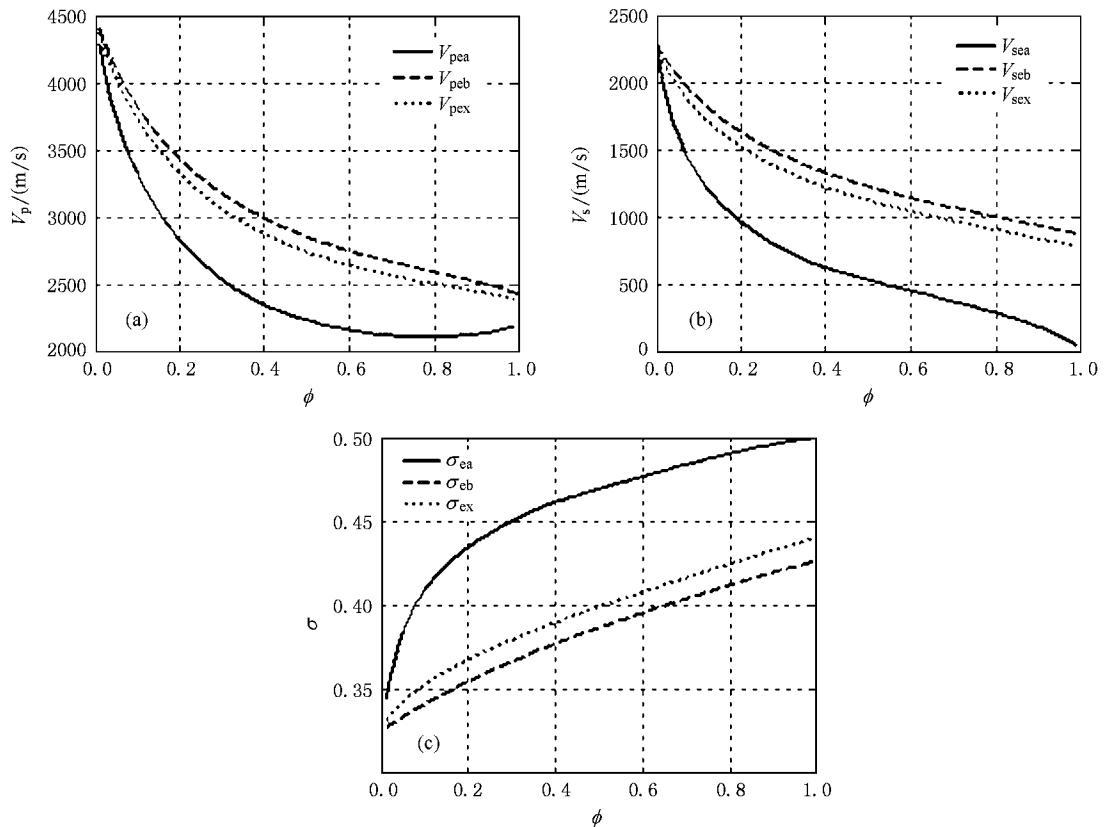 4500
4000
3500
3000
2500
2000
V_p/(m/s)
V_pea
V_peb
V_pex
(a)
0.0 0.2 0.4 0.6 0.8 1.0
ϕ
2500
2000
1500
1000
500
0
V_s/(m/s)
V_sea
V_seb
V_sex
(b)
0.0 0.2 0.4 0.6 0.8 1.0
ϕ
0.50
0.45
0.40
0.35
σ
σ_ea
σ_eb
σ_ex
(c)
0.0 0.2 0.4 0.6 0.8 1.0
ϕ